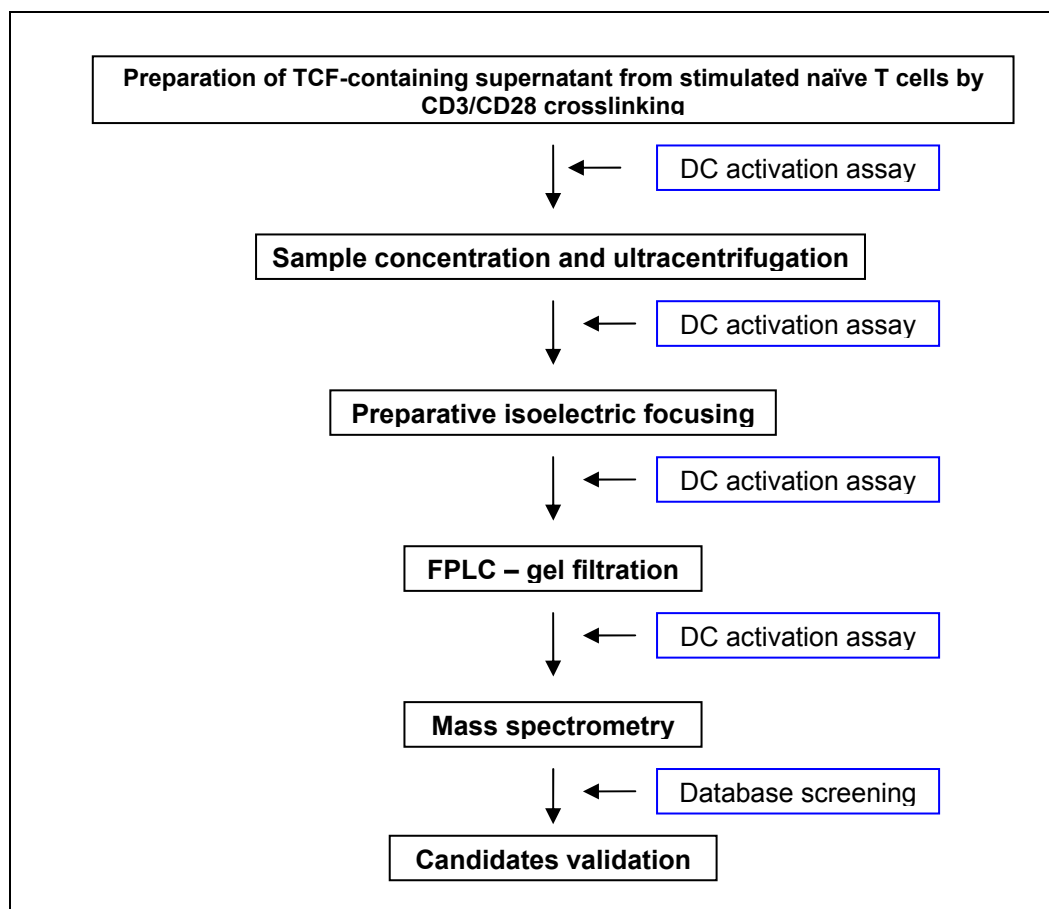 Preparation of TCF-containing supernatant from stimulated naïve T cells by
CD3/CD28 crosslinking
DC activation assay
Sample concentration and ultracentrifugation
DC activation assay
Preparative isoelectric focusing
DC activation assay
FPLC – gel filtration
DC activation assay
Mass spectrometry
Database screening
Candidates validation